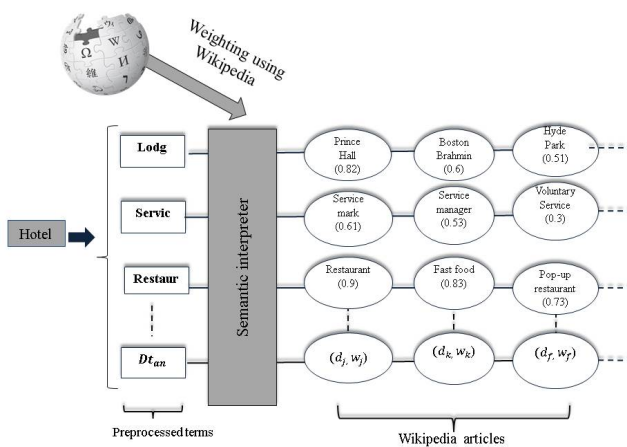 Ω W И
維
Weighting using
Wikipedia
Hotel
Lodg
Servic
Restaur
Dt_an
Semantic interpreter
Prince
Hall
(0.82)
Boston
Brahmin
(0.6)
Hyde
Park
(0.51)
Service
mark
(0.61)
Service
manager
(0.53)
Voluntary
Service
(0.3)
Restaurant
(0.9)
Fast food
(0.83)
Pop-up
restaurant
(0.73)
(d_j, w_j)
(d_k, w_k)
(d_f, w_f)
Preprocessed terms
Wikipedia articles